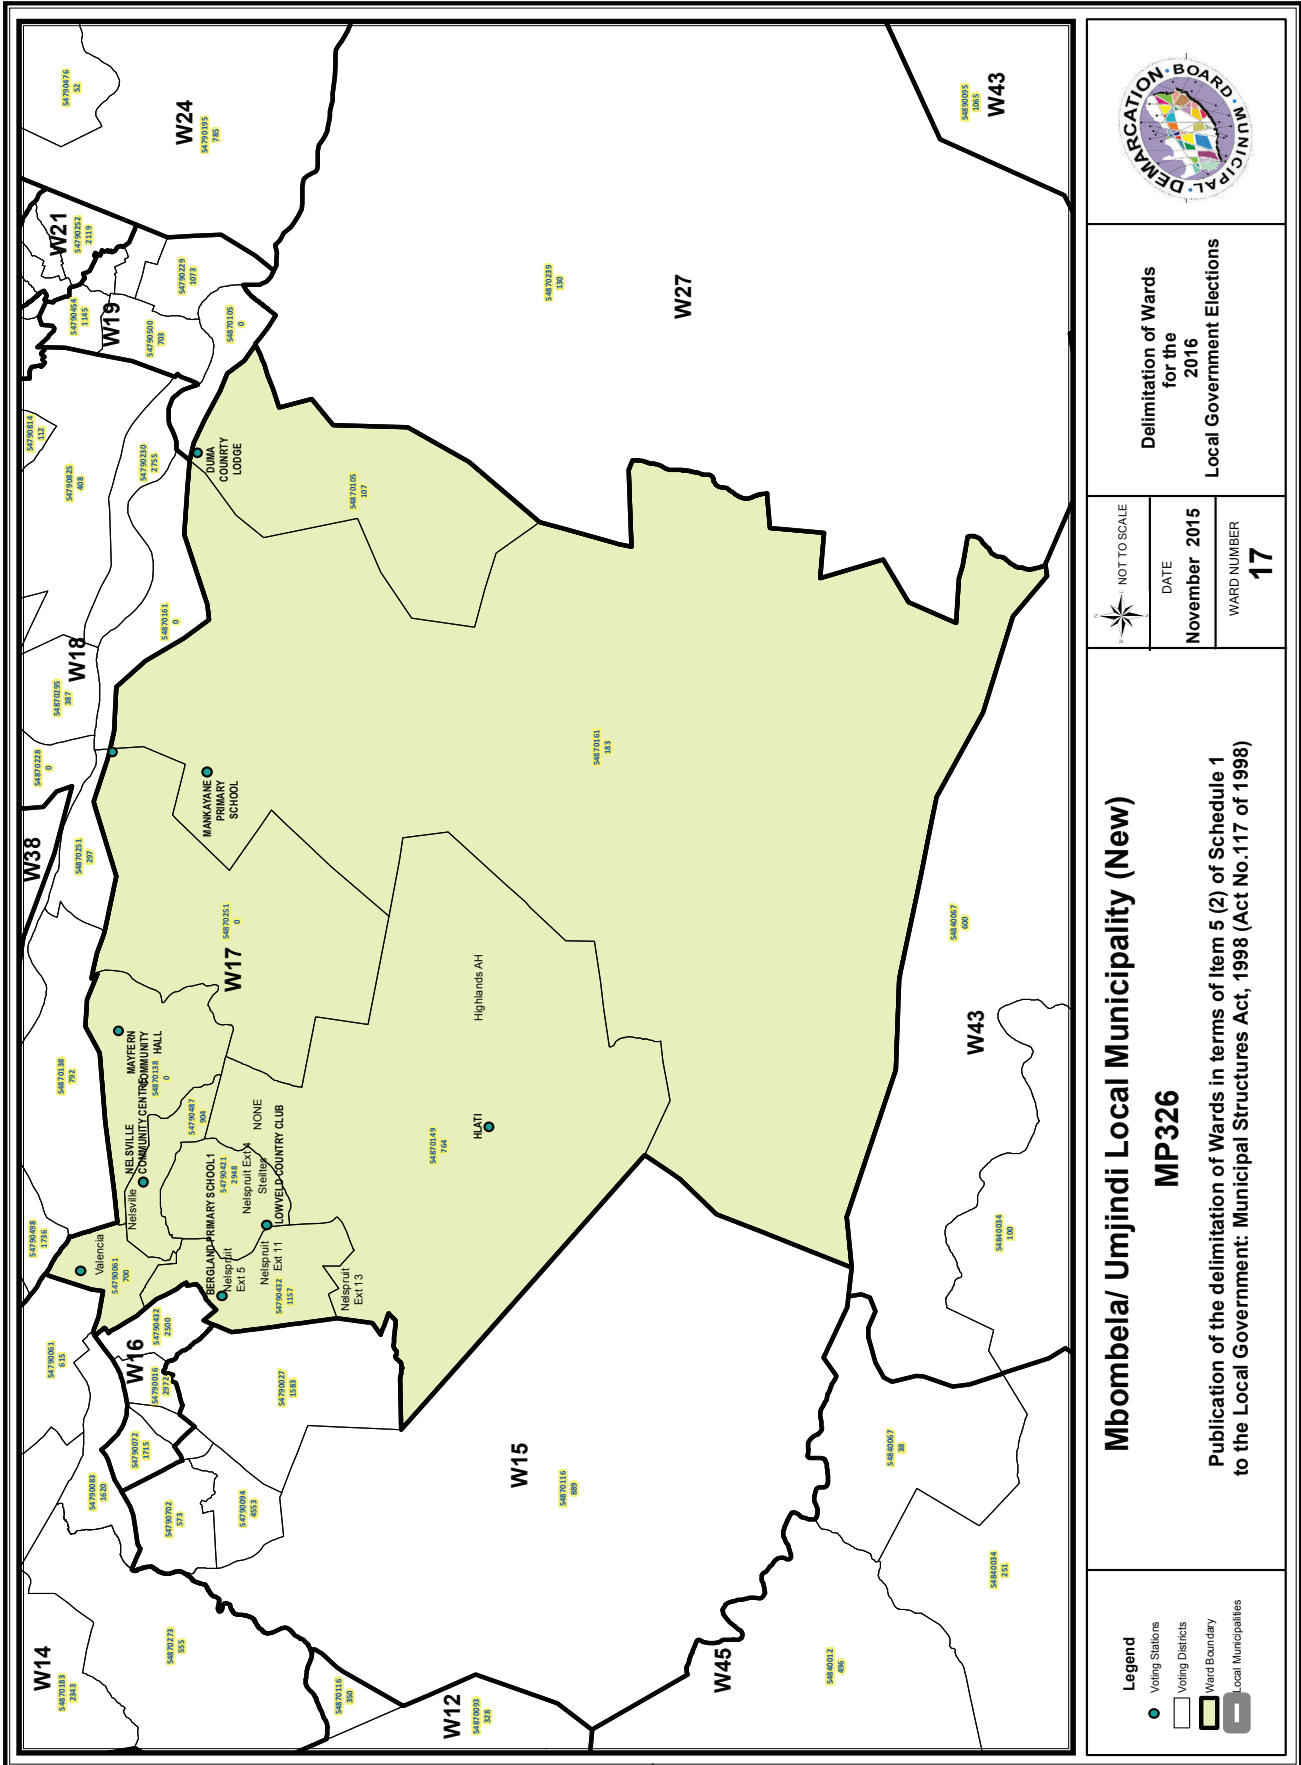 W14
54870183
2343
54870273
555
54870116
350
W12
54870093
328
W45
54840012
496
54790083
1620
54790702
573
54790094
4553
54790072
1715
54790016
2972
W16
54790432
2500
54790027
1583
W15
54870116
889
54840067
38
54840034
251
54790061
615
54790498
1736
Valencia
54790061
700
Nelsville
NELSVILLE
COMMUNITY CENTRE
MAYFERN
COMMUNITY
HALL
54870138
0
54870138
792
54790487
904
BERGLAND PRIMARY SCHOOL1
54790421
2948
Nelspruit Ext 4
Steiltes
NONE
LOWVELD COUNTRY CLUB
Nelspruit
Ext 5
Nelspruit
Ext 11
54790432
1157
Nelspruit
Ext 13
54870149
764
HLATI
Highlands AH
W17
54870251
0
W38
54870251
297
54870228
0
54870295
387
W18
MANKAYANE
PRIMARY
SCHOOL
54870161
0
54870161
183
54790814
112
54790825
408
54790230
2755
DUMA
COUNRTY
LODGE
54870105
107
54790454
1145
W19
54790500
703
W21
54790252
2119
54790229
1073
54870105
0
54790476
52
W24
54790195
785
54870239
130
W27
54890095
1065
W43
54840067
600
W43
54840034
100
Legend
Voting Stations
Voting Districts
Ward Boundary
Local Municipalities
Mbombela/ Umjindi Local Municipality (New)
MP326
Publication of the delimitation of Wards in terms of Item 5 (2) of Schedule 1
to the Local Government: Municipal Structures Act, 1998 (Act No.117 of 1998)
N
W
E
S
NOT TO SCALE
DATE
November 2015
WARD NUMBER
17
Delimitation of Wards
for the
2016
Local Government Elections
MUNICIPAL • DEMARCATION • BOARD •